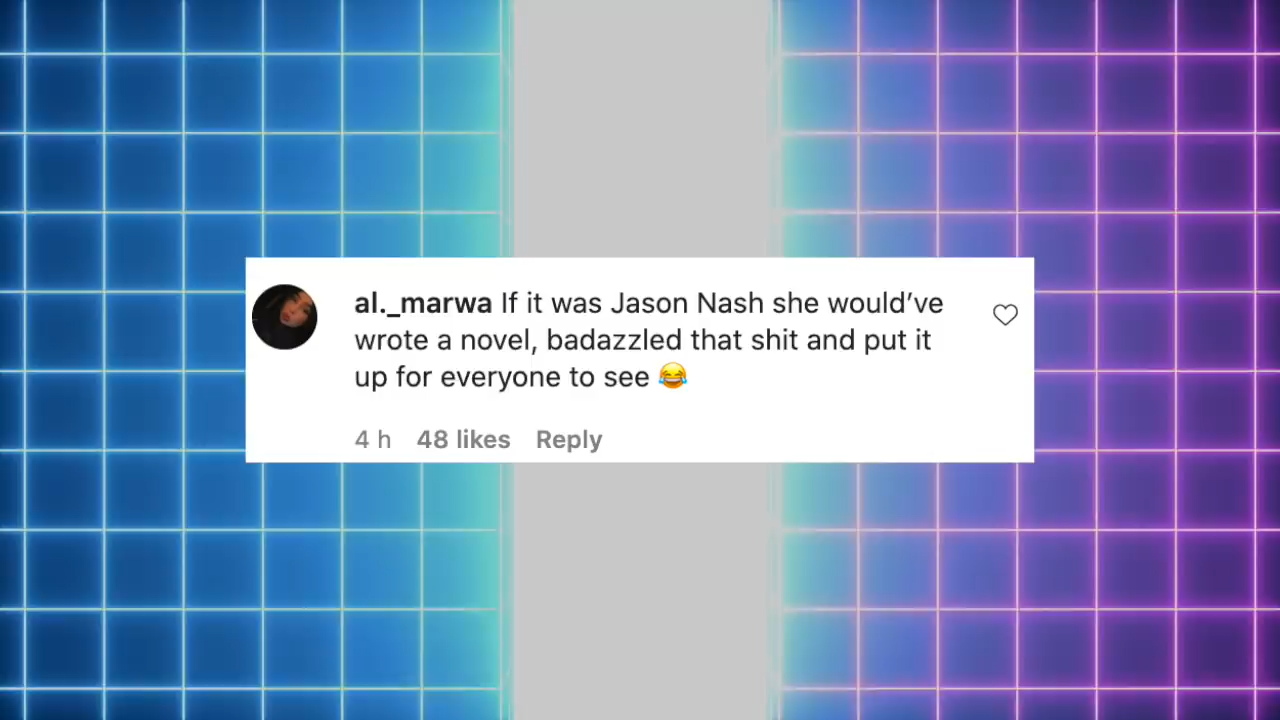 al._marwa If it was Jason Nash she would’ve
wrote a novel, badazzled that shit and put it
up for everyone to see 😂
4 h 48 likes Reply